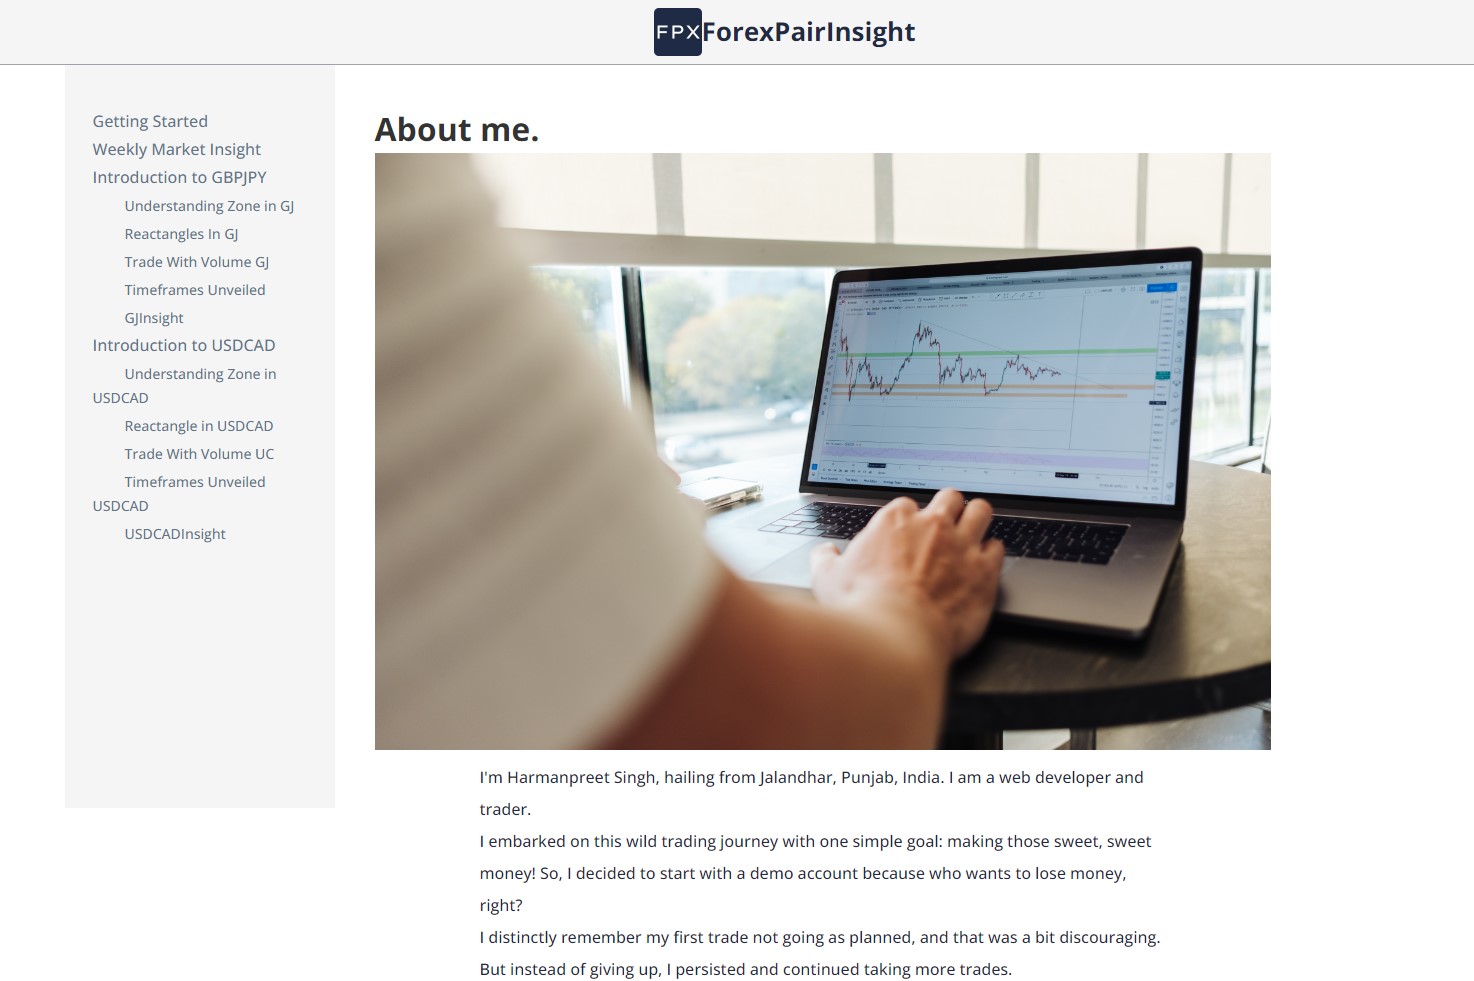 FPX ForexPairInsight
Getting Started
Weekly Market Insight
Introduction to GBPJPY
Understanding Zone in GJ
Reactangles In GJ
Trade With Volume GJ
Timeframes Unveiled
GJInsight
Introduction to USDCAD
Understanding Zone in
USDCAD
Reactangle in USDCAD
Trade With Volume UC
Timeframes Unveiled
USDCAD
USDCADInsight
About me.
I'm Harmanpreet Singh, hailing from Jalandhar, Punjab, India. I am a web developer and
trader.
I embarked on this wild trading journey with one simple goal: making those sweet, sweet
money! So, I decided to start with a demo account because who wants to lose money,
right?
I distinctly remember my first trade not going as planned, and that was a bit discouraging.
But instead of giving up, I persisted and continued taking more trades.